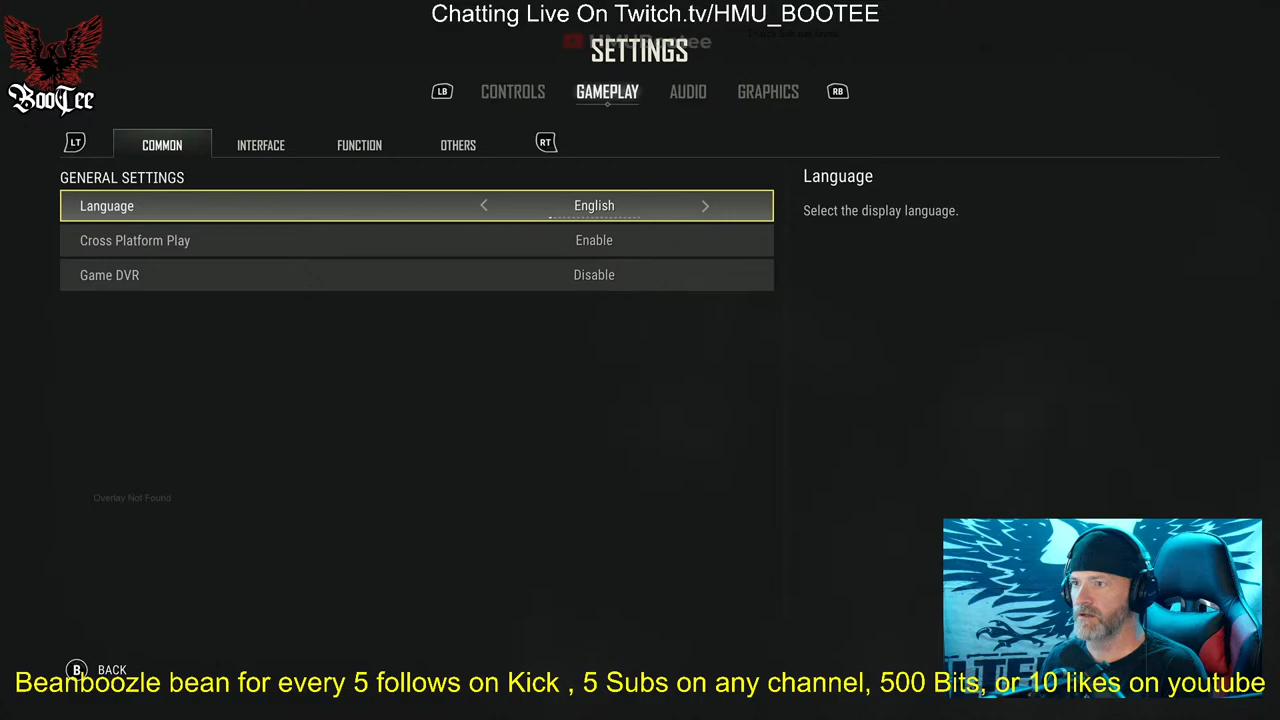 Chatting Live On Twitch.tv/HMU_BOOTEE
HMUBootee
SETTINGS
BooTee
LB CONTROLS GAMEPLAY AUDIO GRAPHICS RB
LT COMMON INTERFACE FUNCTION OTHERS RT
GENERAL SETTINGS
Language English
Cross Platform Play Enable
Game DVR Disable
Language
Select the display language.
Overlay Not Found
B BACK
Beanboozle bean for every 5 follows on Kick , 5 Subs on any channel, 500 Bits, or 10 likes on youtube